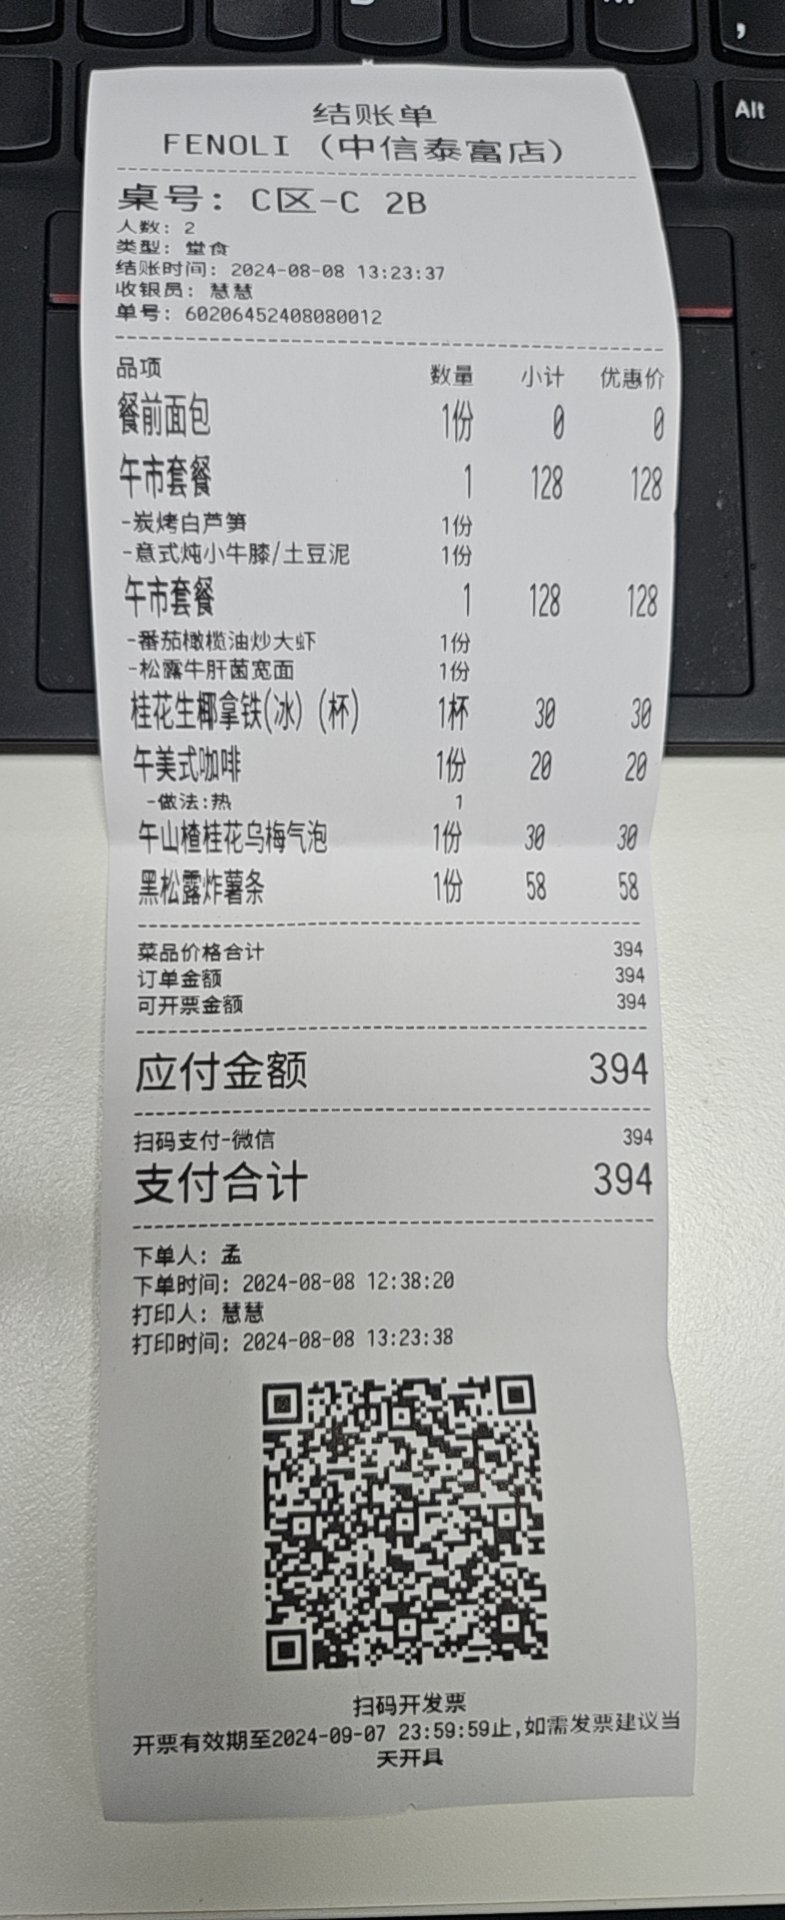 Alt
结账单
FENOLI (中信泰富店)
桌号: C区-C 2B
人数: 2
类型: 堂食
结账时间: 2024-08-08 13:23:37
收银员: 慧慧
单号: 60206452408080012
品项 数量 小计 优惠价
餐前面包 1份 0 0
午市套餐 1 128 128
-炭烤白芦笋 1份
-意式炖小牛膝/土豆泥 1份
午市套餐 1 128 128
-番茄橄榄油炒大虾 1份
-松露牛肝菌宽面 1份
桂花生椰拿铁(冰) (杯) 1杯 30 30
午美式咖啡 1份 20 20
-做法:热 1
午山楂桂花乌梅气泡 1份 30 30
黑松露炸薯条 1份 58 58
菜品价格合计 394
订单金额 394
可开票金额 394
应付金额 394
扫码支付-微信 394
支付合计 394
下单人: 孟
下单时间: 2024-08-08 12:38:20
打印人: 慧慧
打印时间: 2024-08-08 13:23:38
扫码开发票
开票有效期至2024-09-07 23:59:59止,如需发票建议当
天开具